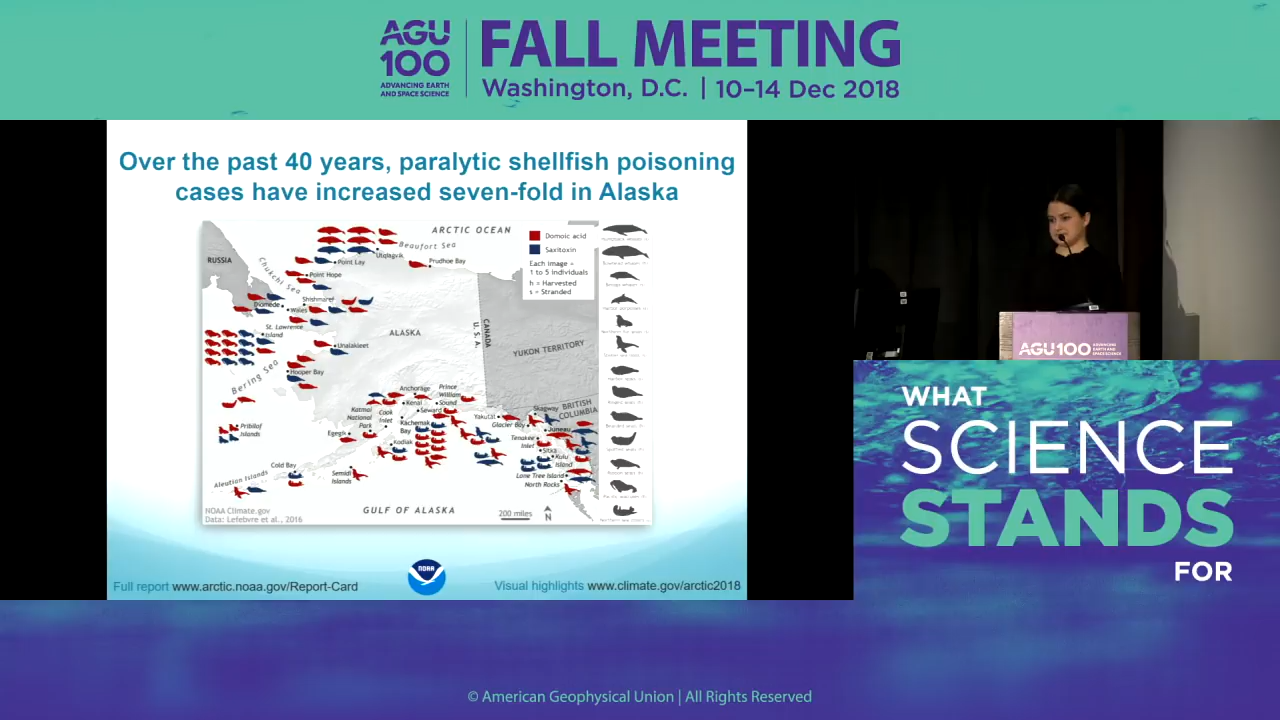 AGU
100
ADVANCING EARTH
AND SPACE SCIENCE
FALL MEETING
Washington, D.C. | 10–14 Dec 2018
Over the past 40 years, paralytic shellfish poisoning
cases have increased seven-fold in Alaska
ARCTIC OCEAN
Beaufort Sea
Utqiagvik
Prudhoe Bay
RUSSIA
Chukchi Sea
Point Lay
Point Hope
Domoic acid
Saxitoxin
Each image =
1 to 5 individuals
h = Harvested
s = Stranded
Diomede
Shishmaref
Wales
St. Lawrence
Island
ALASKA
CANADA
U.S.A.
YUKON TERRITORY
Unalakleet
Bering Sea
Hooper Bay
Anchorage
Prince
William
Sound
Kenai
Seward
Katmai
National
Park
Cook
Inlet
Kachemak
Bay
Yakutat
Skagway
BRITISH
COLUMBIA
Glacier Bay
Juneau
Pribilof
Islands
Egegik
Kodiak
Tenakee
Inlet
Sitka
Kuiu
Island
Cold Bay
Semidi
Islands
Aleutian Islands
Lone Tree Island
North Rocks
NOAA Climate.gov
Data: Lefebvre et al., 2016
GULF OF ALASKA
200 miles
N
NOAA
Full report www.arctic.noaa.gov/Report-Card
Visual highlights www.climate.gov/arctic2018
AGU100
ADVANCING
EARTH AND
SPACE SCIENCE
WHAT
SCIENCE
STANDS
FOR
© American Geophysical Union | All Rights Reserved